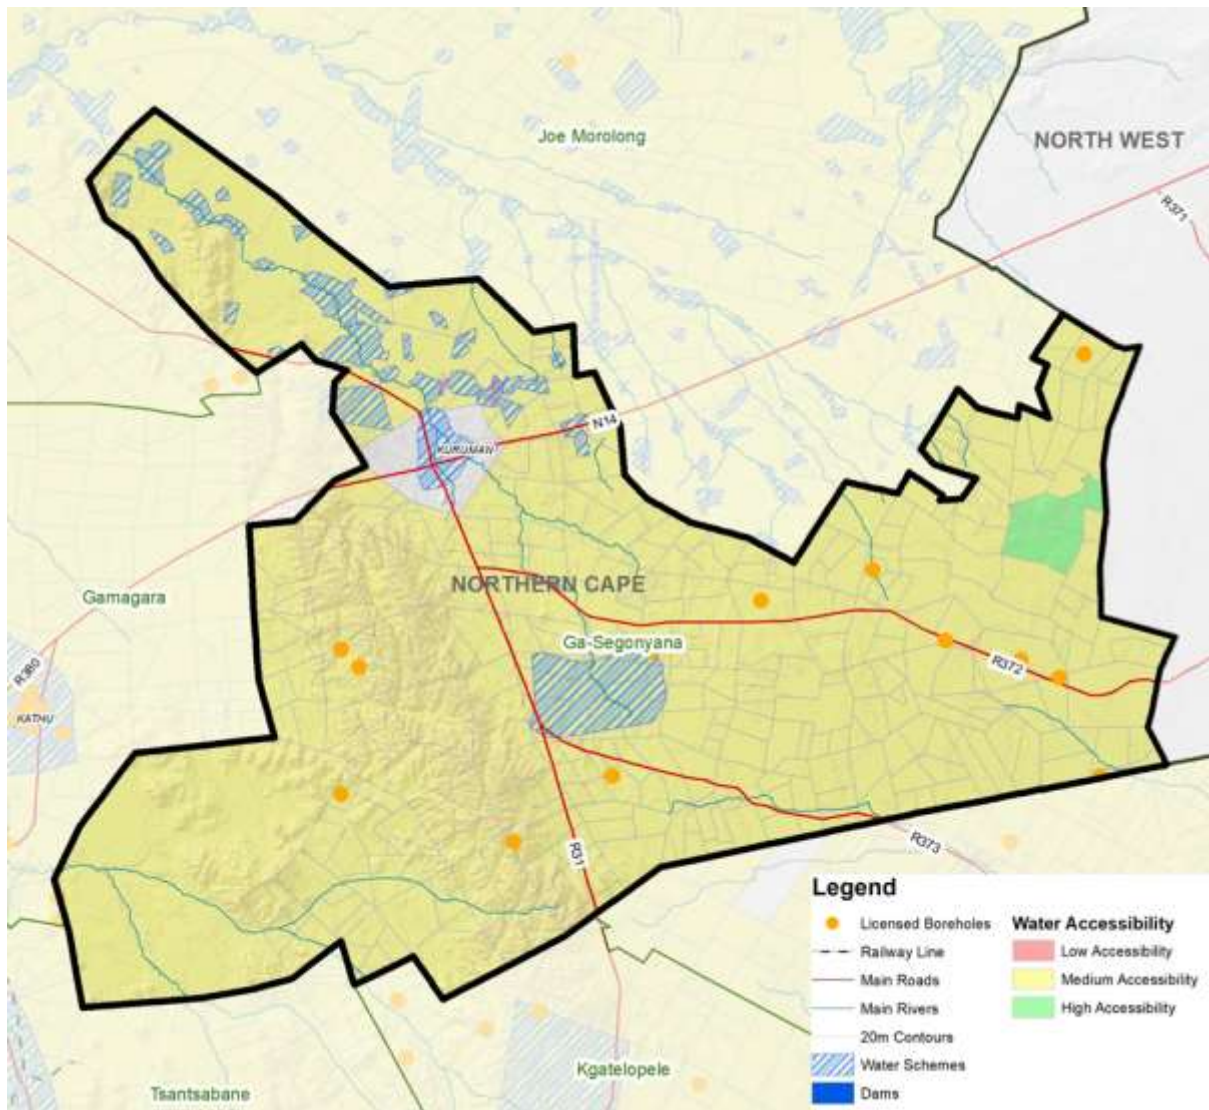 Joe Morolong
NORTH WEST
R371
N14
KURUMAN
NORTHERN CAPE
Gamagara
Ga-Segonyana
R380
R372
KATHU
R31
R373
Legend
Licensed Boreholes
Railway Line
Main Roads
Main Rivers
20m Contours
Water Schemes
Dams
Water Accessibility
Low Accessibility
Medium Accessibility
High Accessibility
Kgatelopele
Tsantsabane